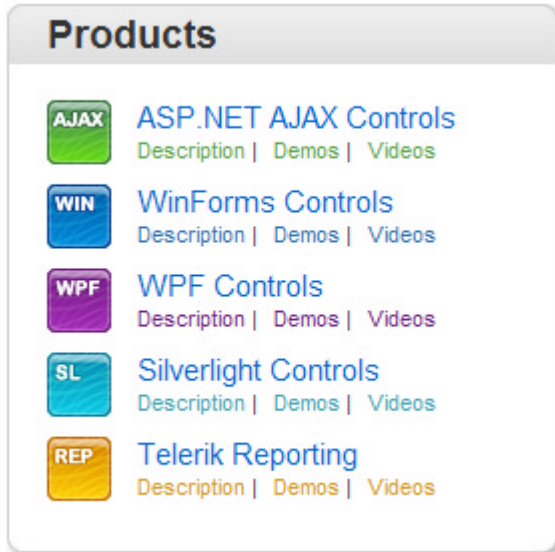 Products
AJAX
ASP.NET AJAX Controls
Description | Demos | Videos
WIN
WinForms Controls
Description | Demos | Videos
WPF
WPF Controls
Description | Demos | Videos
SL
Silverlight Controls
Description | Demos | Videos
REP
Telerik Reporting
Description | Demos | Videos